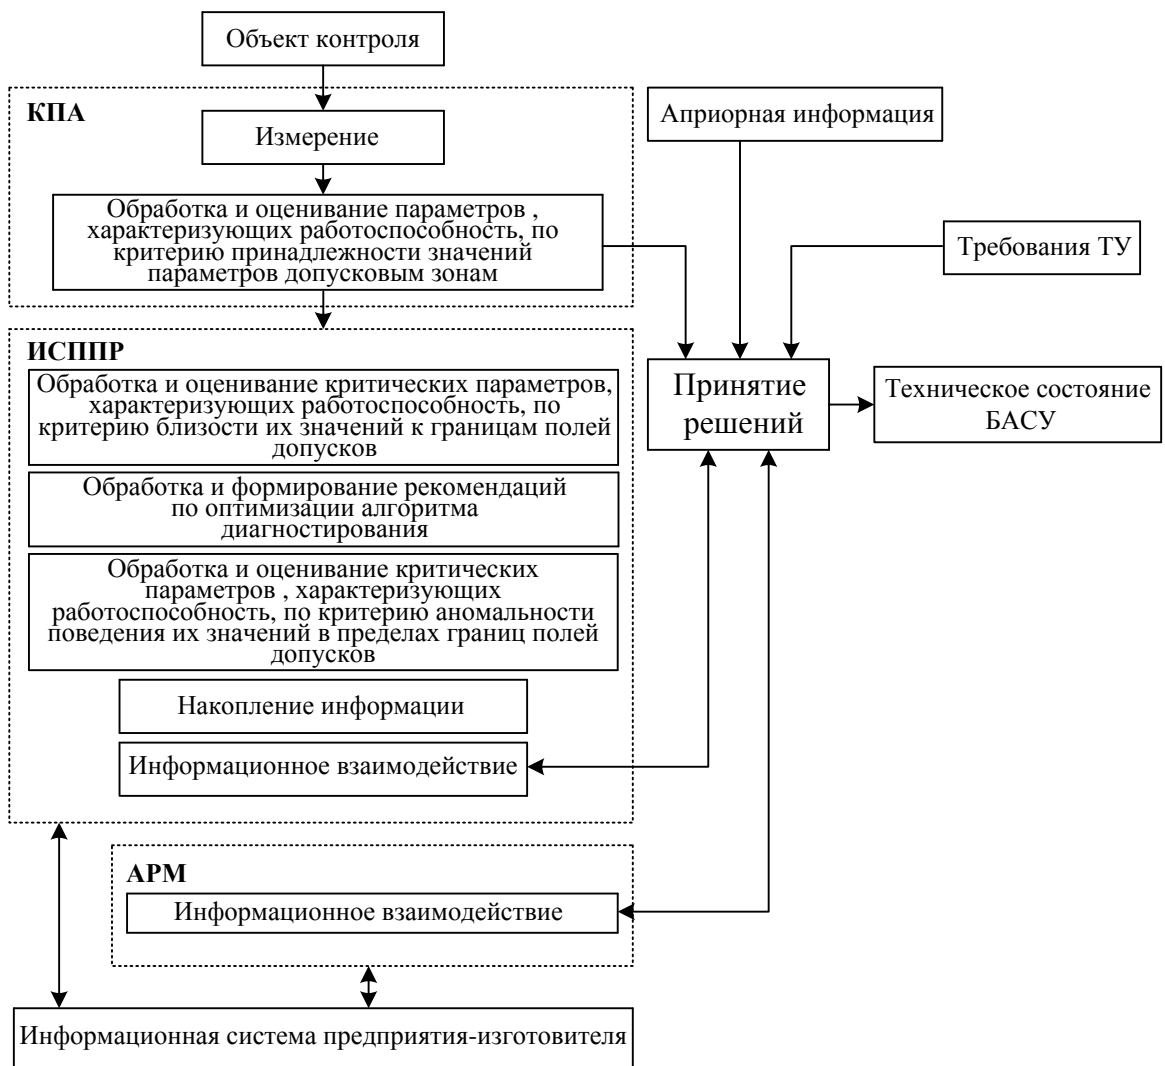 Объект контроля
КПА
Измерение
Обработка и оценивание параметров ,
характеризующих работоспособность, по
критерию принадлежности значений
параметров допусковым зонам
Априорная информация
Требования ТУ
ИСППР
Обработка и оценивание критических параметров,
характеризующих работоспособность, по
критерию близости их значений к границам полей
допусков
Обработка и формирование рекомендаций
по оптимизации алгоритма
диагностирования
Обработка и оценивание критических
параметров , характеризующих
работоспособность, по критерию аномальности
поведения их значений в пределах границ полей
допусков
Накопление информации
Информационное взаимодействие
Принятие
решений
Техническое состояние
БАСУ
АРМ
Информационное взаимодействие
Информационная система предприятия-изготовителя